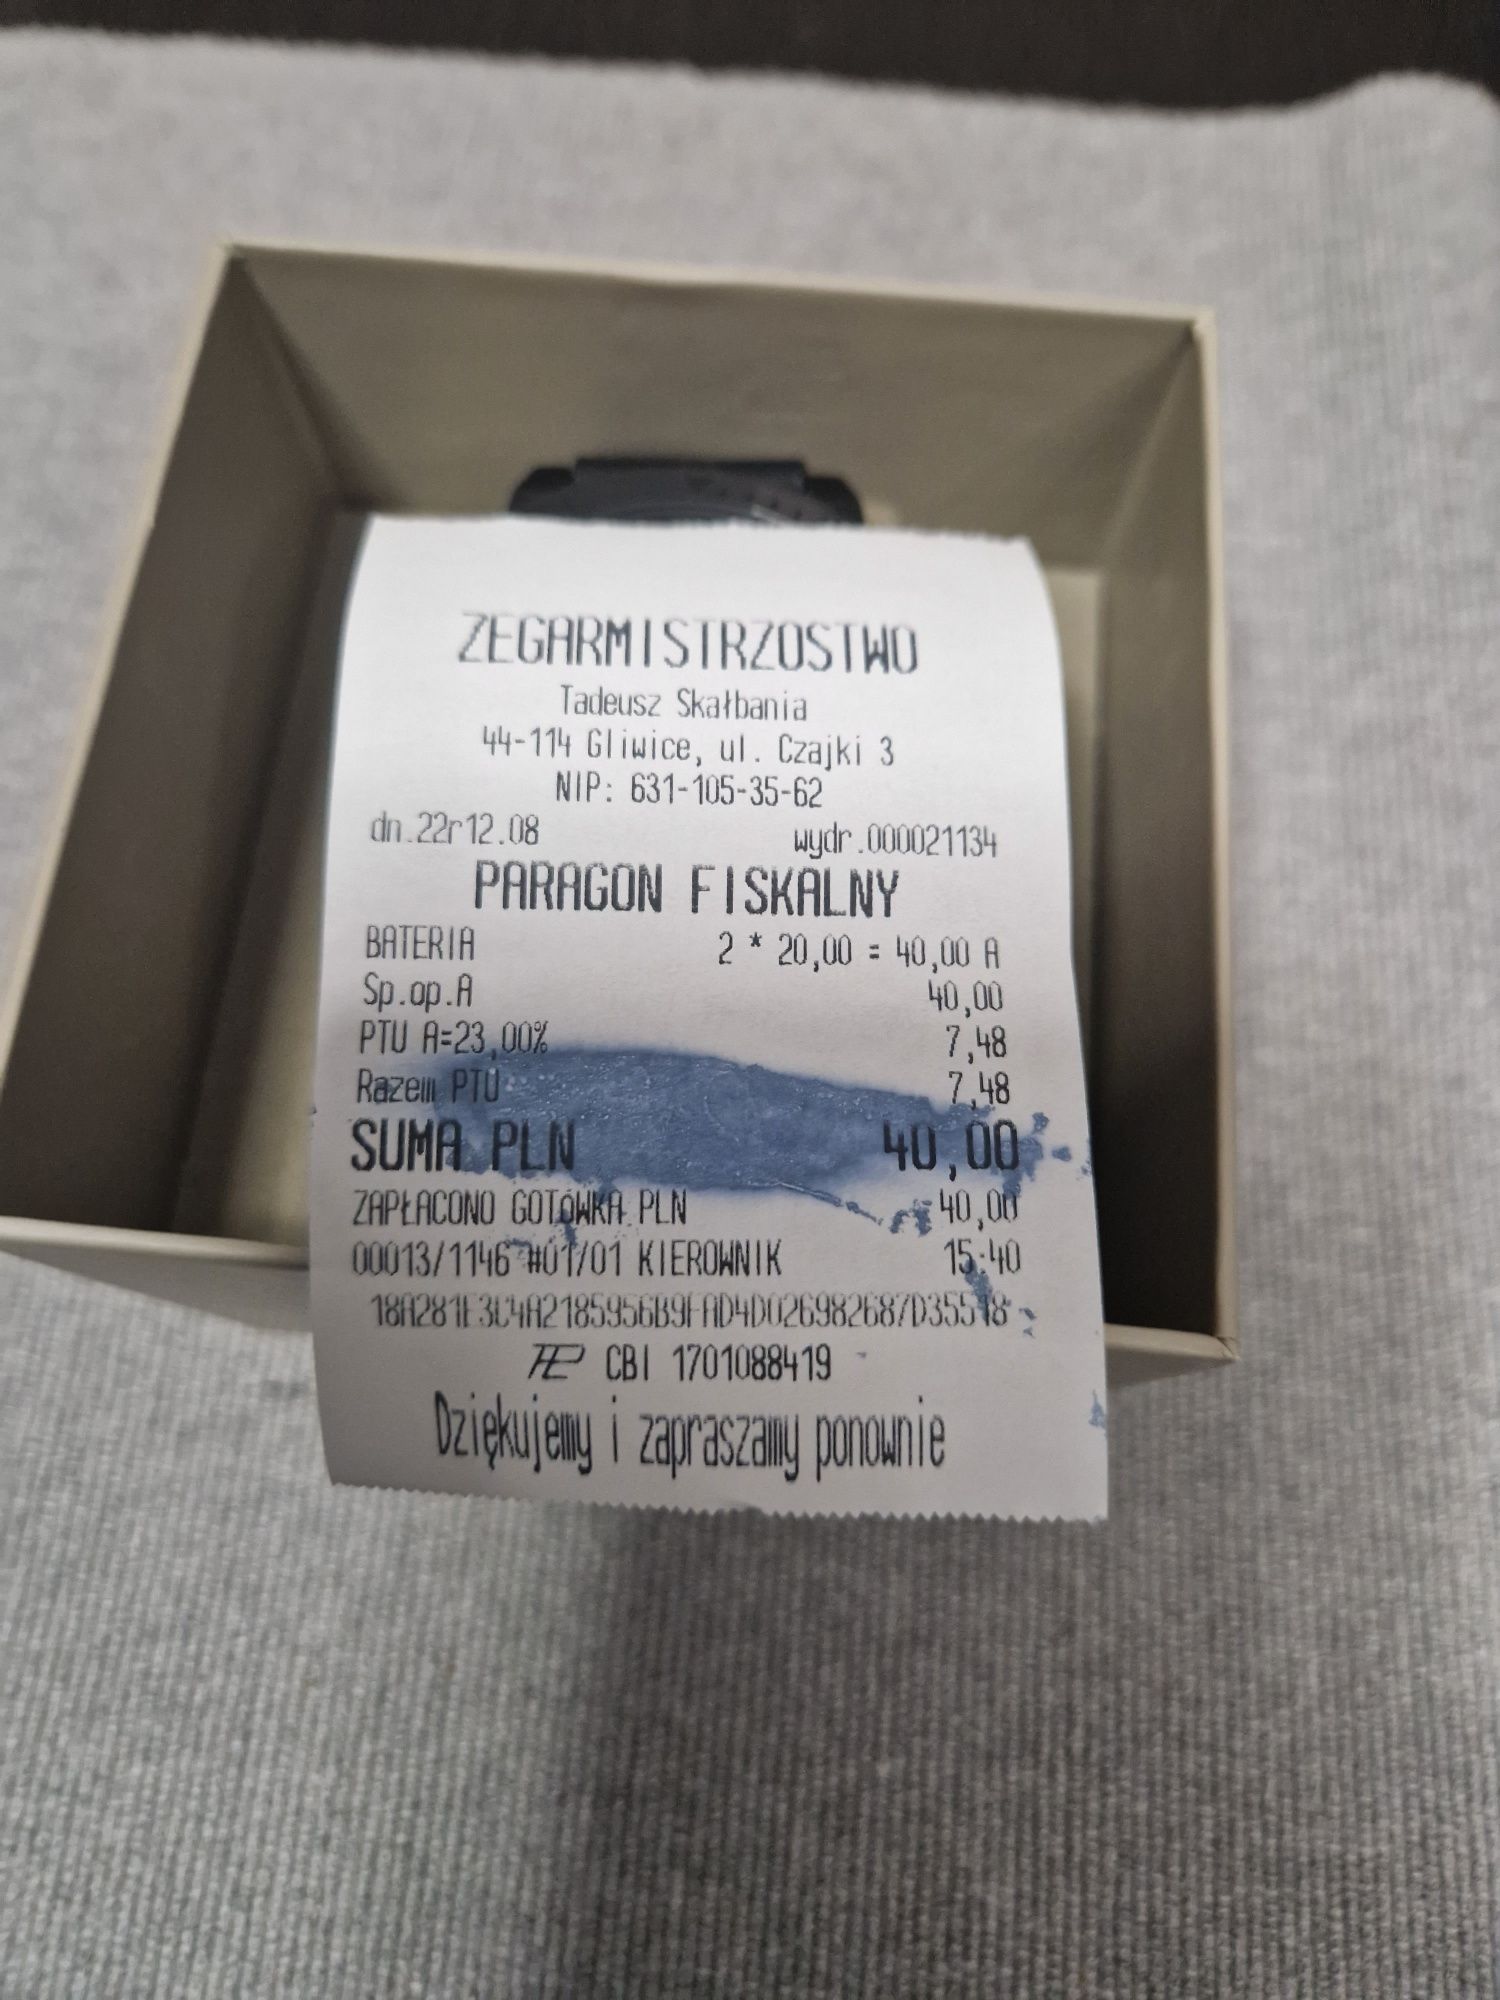 ZEGARMISTRZOSTWO
Tadeusz Skałbania
44-114 Gliwice, ul. Czajki 3
NIP: 631-105-35-62
dn.22r12.08 wydr.000021134
PARAGON FISKALNY
BATERIA 2 * 20,00 = 40,00 A
Sp.op.A 40,00
PTU A=23,00% 7,48
Razem PTU 7,48
SUMA PLN 40,00
ZAPŁACONO GOTÓWKA PLN 40,00
00013/1146 #01/01 KIEROWNIK 15:40
CBI 1701088419
Dziękujemy i zapraszamy ponownie